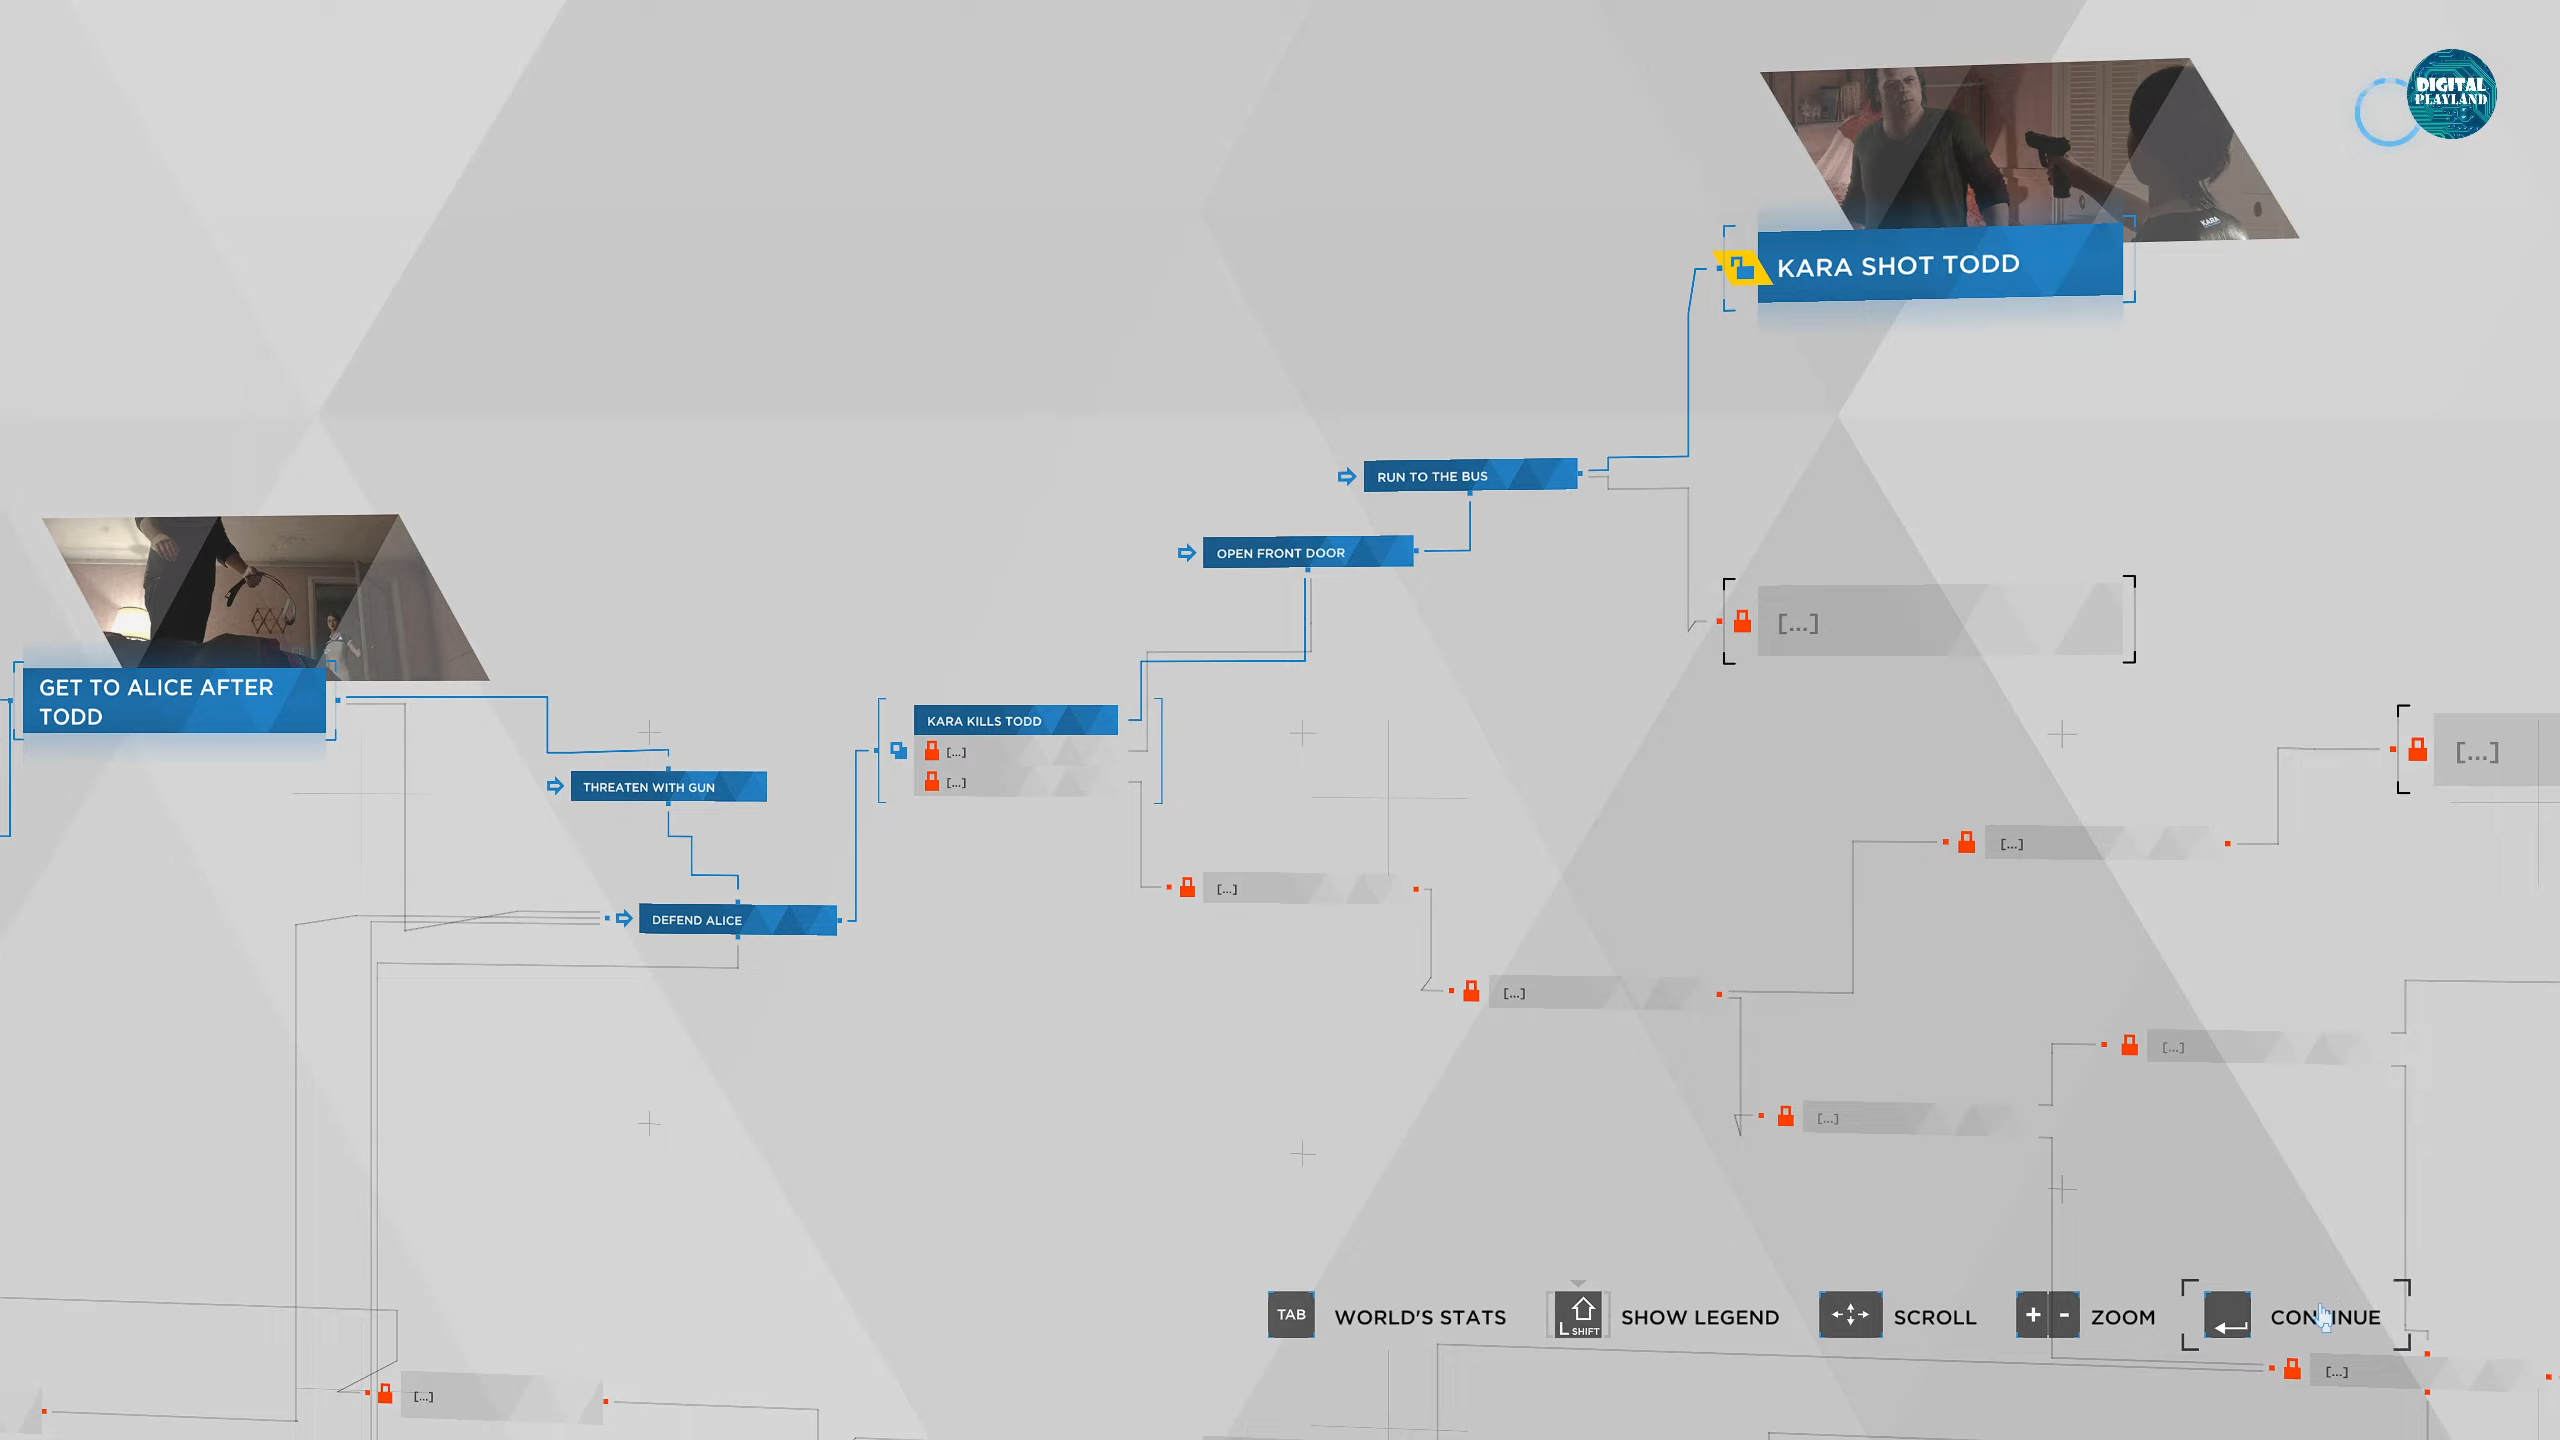 DIGITAL
PLAYLAND
KARA
KARA SHOT TODD
RUN TO THE BUS
OPEN FRONT DOOR
[...]
GET TO ALICE AFTER
TODD
KARA KILLS TODD
[...]
[...]
[...]
THREATEN WITH GUN
[...]
[...]
DEFEND ALICE
[...]
[...]
[...]
TAB
WORLD'S STATS
L SHIFT
SHOW LEGEND
SCROLL
+ -
ZOOM
CONTINUE
[...]
[...]